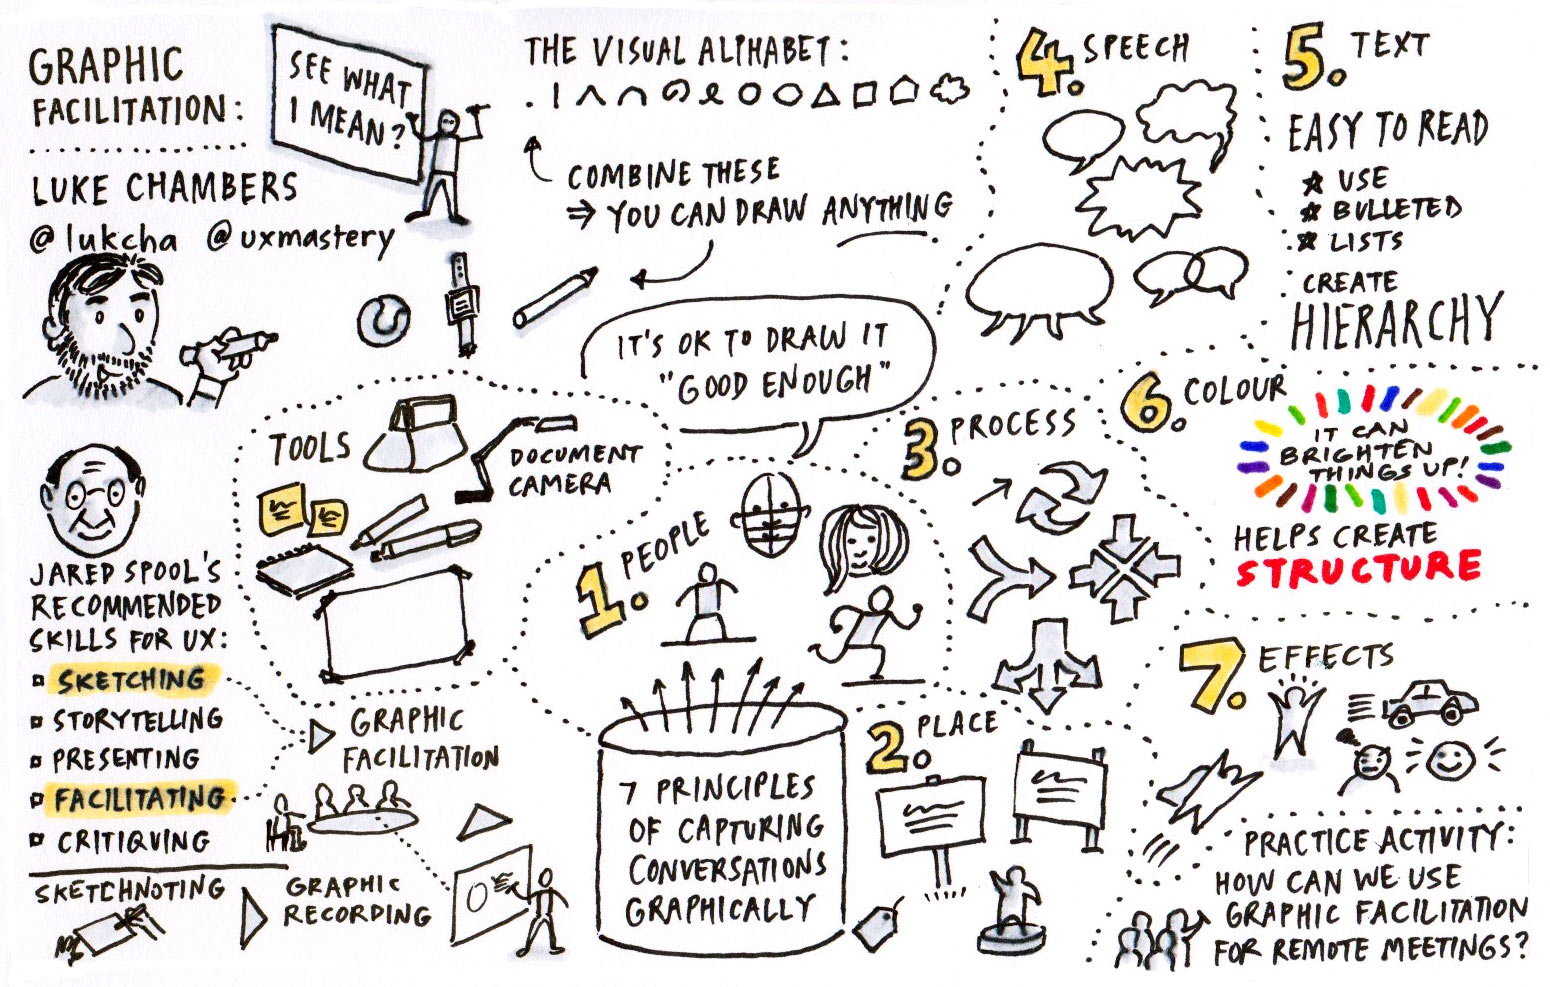 GRAPHIC
FACILITATION:
LUKE CHAMBERS
@lukcha @uxmastery
SEE WHAT
I MEAN?
THE VISUAL ALPHABET:
COMBINE THESE
⇒ YOU CAN DRAW ANYTHING
IT'S OK TO DRAW IT
"GOOD ENOUGH"
TOOLS
DOCUMENT
CAMERA
JARED SPOOL'S
RECOMMENDED
SKILLS FOR UX:
SKETCHING
STORYTELLING
PRESENTING
FACILITATING
CRITIQUING
GRAPHIC
FACILITATION
SKETCHNOTING
GRAPHIC
RECORDING
7 PRINCIPLES
OF CAPTURING
CONVERSATIONS
GRAPHICALLY
1. PEOPLE
2. PLACE
3. PROCESS
4. SPEECH
5. TEXT
EASY TO READ
★ USE
★ BULLETED
★ LISTS
CREATE
HIERARCHY
6. COLOUR
IT CAN
BRIGHTEN
THINGS UP!
HELPS CREATE
STRUCTURE
7. EFFECTS
PRACTICE ACTIVITY:
HOW CAN WE USE
GRAPHIC FACILITATION
FOR REMOTE MEETINGS?